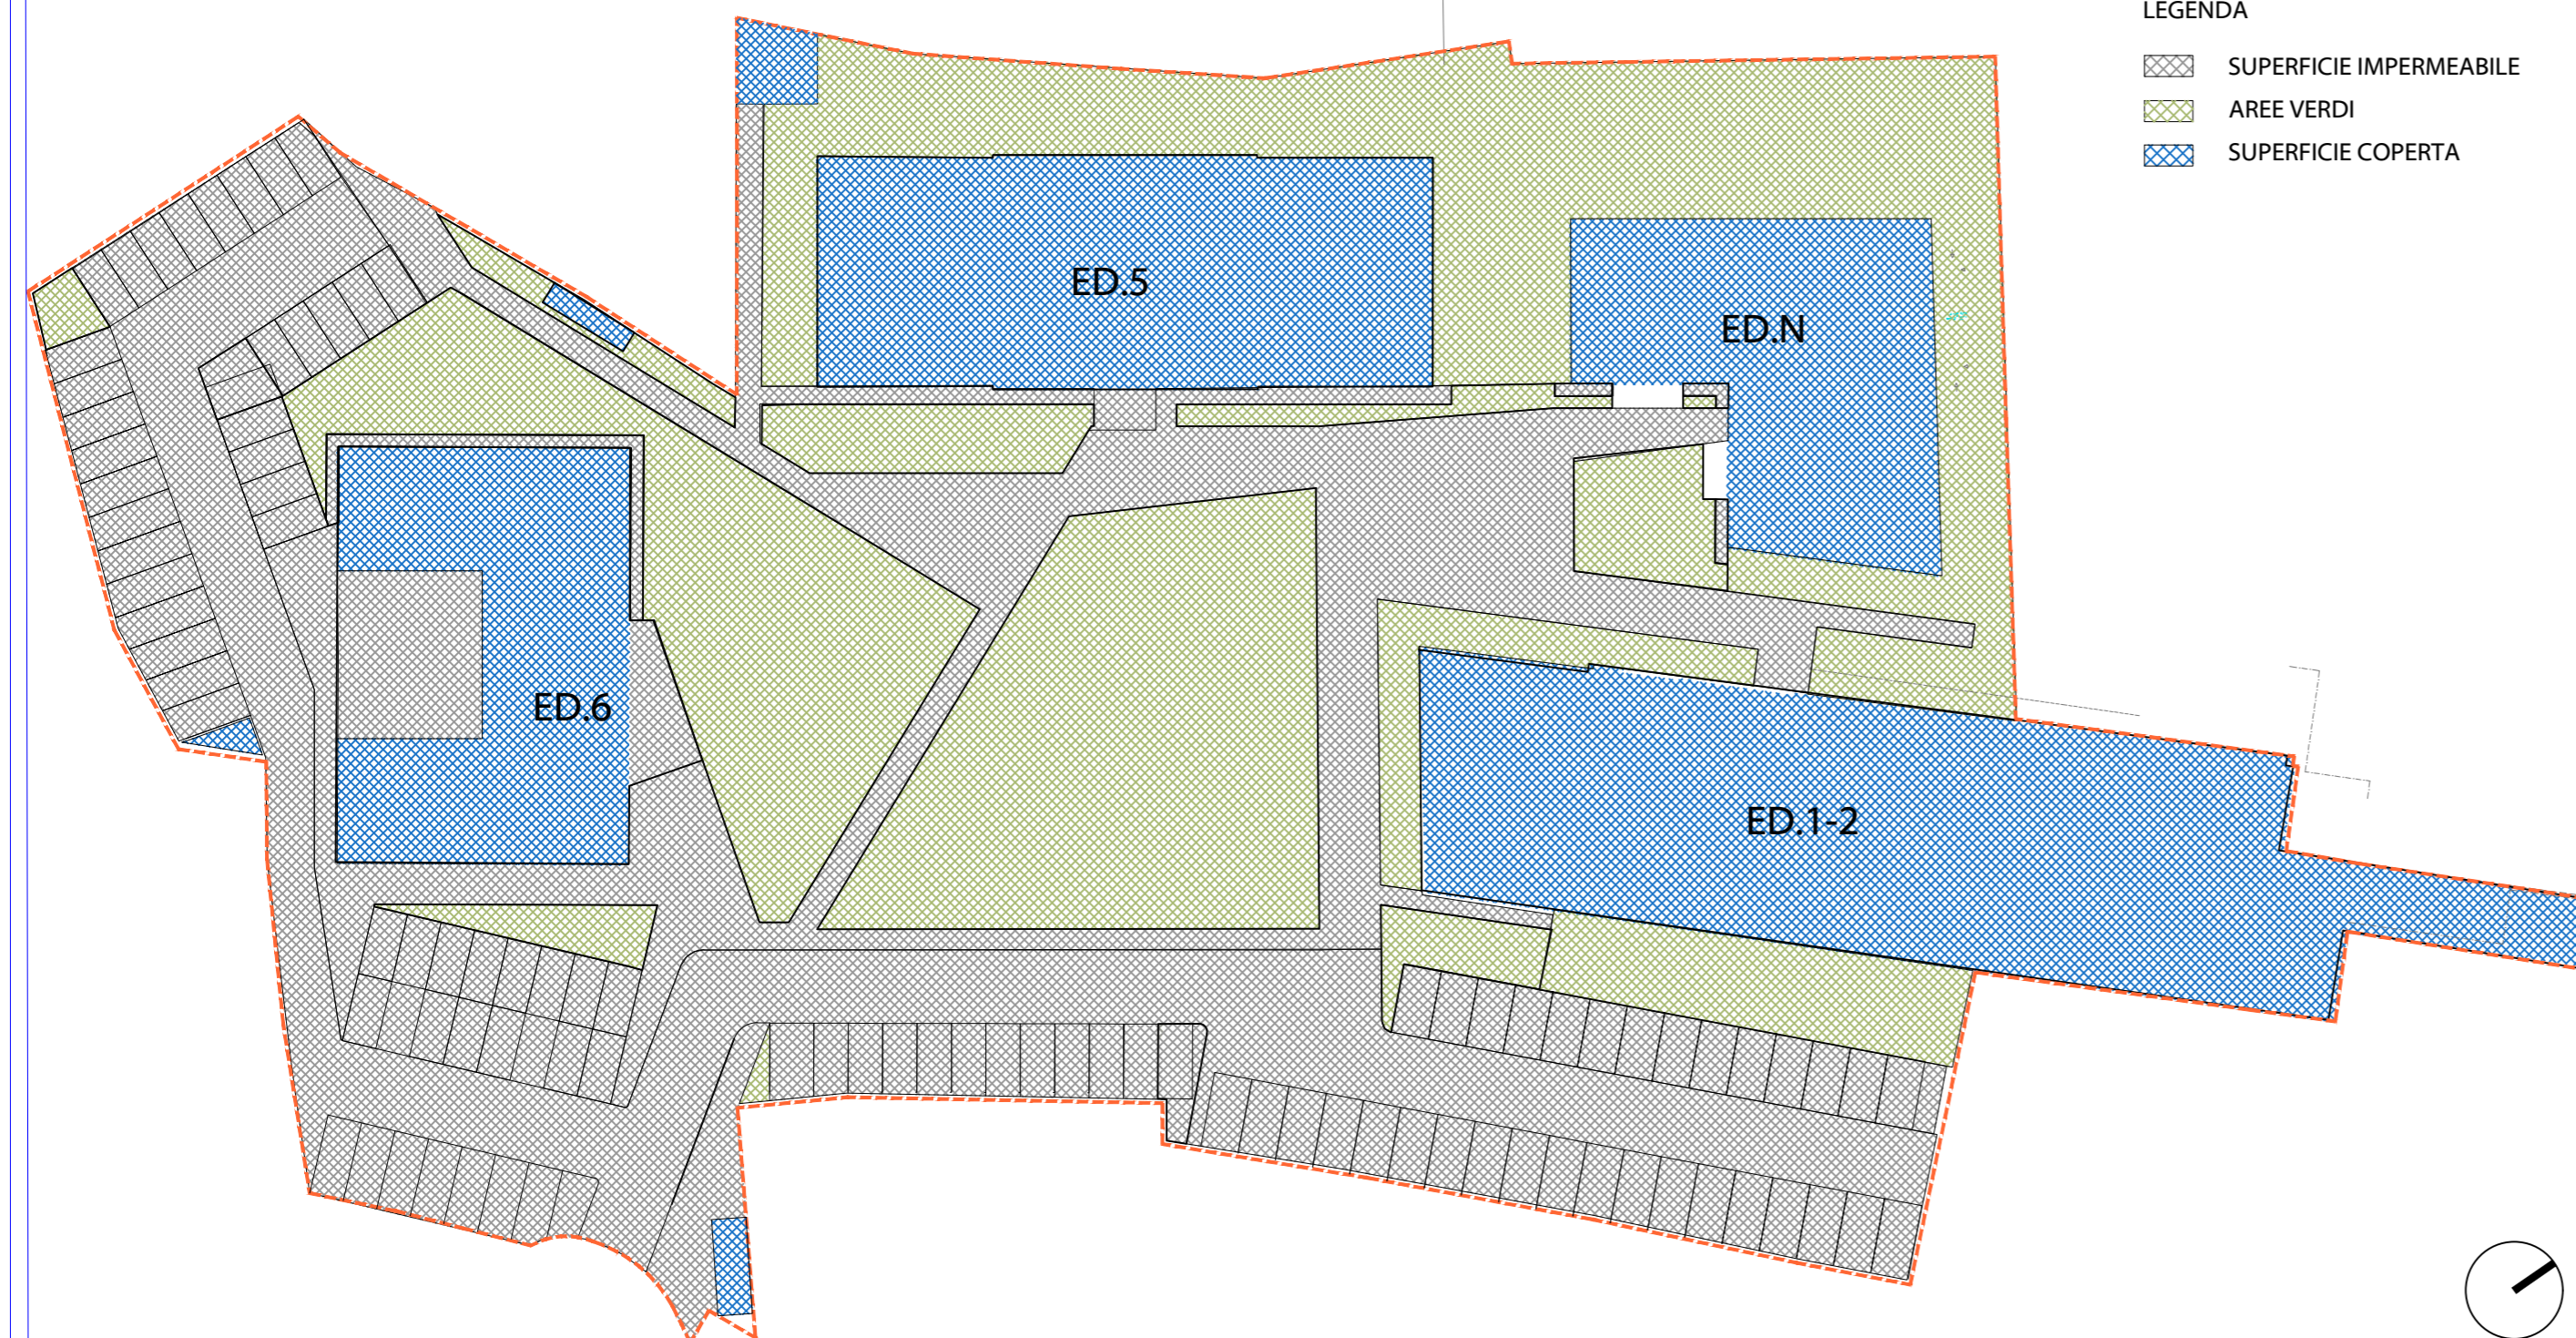 LEGENDA
SUPERFICIE IMPERMEABILE
AREE VERDI
SUPERFICIE COPERTA
ED.5
ED.N
ED.6
ED.1-2